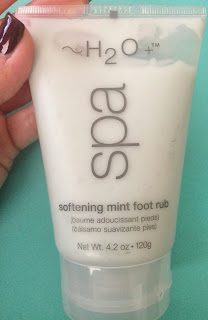 ~H2O+™
spa
softening mint foot rub
(baume adoucissant pieds)
(bálsamo suavizante pies)
Net Wt. 4.2 oz • 120g